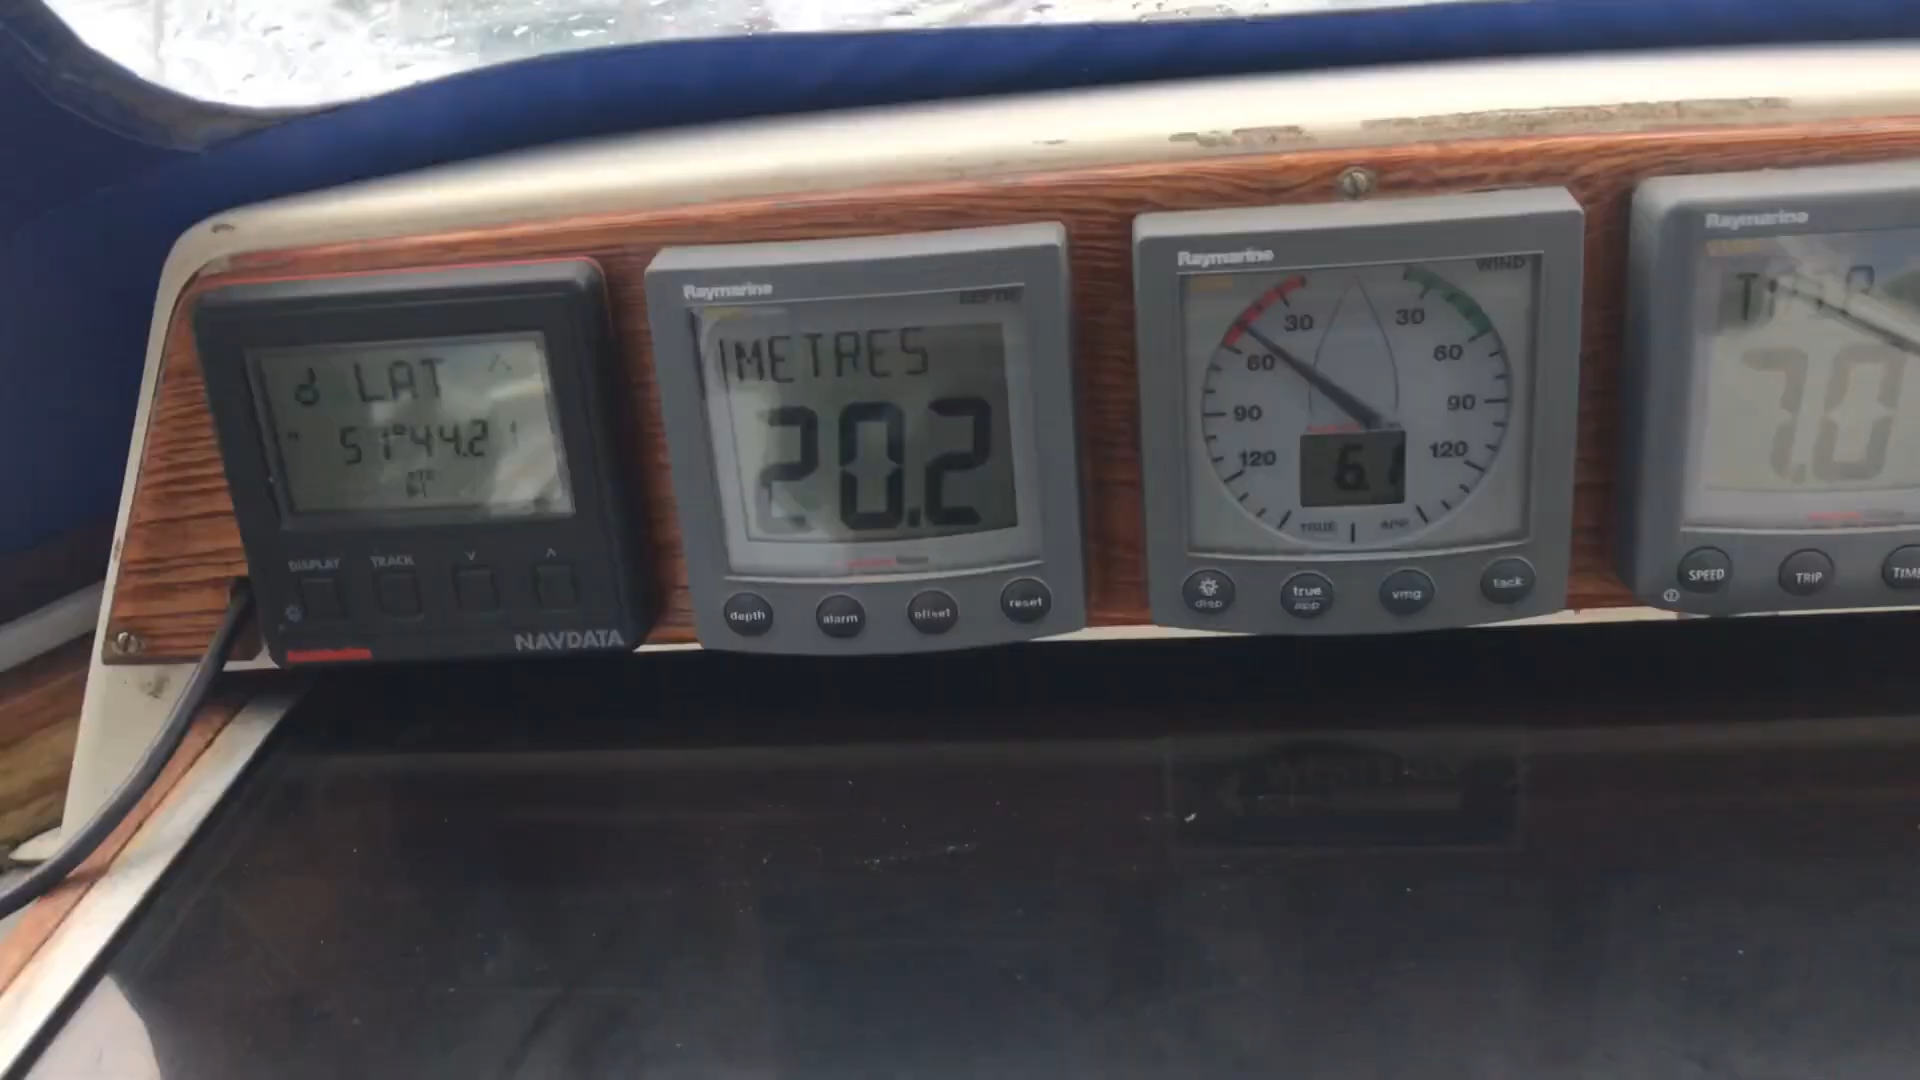 LAT
51°44.2'
DISPLAY
TRACK
NAVDATA
Raymarine
DEPTH
METRES
20.2
depth
alarm
offset
reset
Raymarine
WIND
30 30
60 60
90 90
120 120
6.1
TRUE APP
disp
true
app
vmg
tack
Raymarine
7.0
SPEED
TRIP
TIME